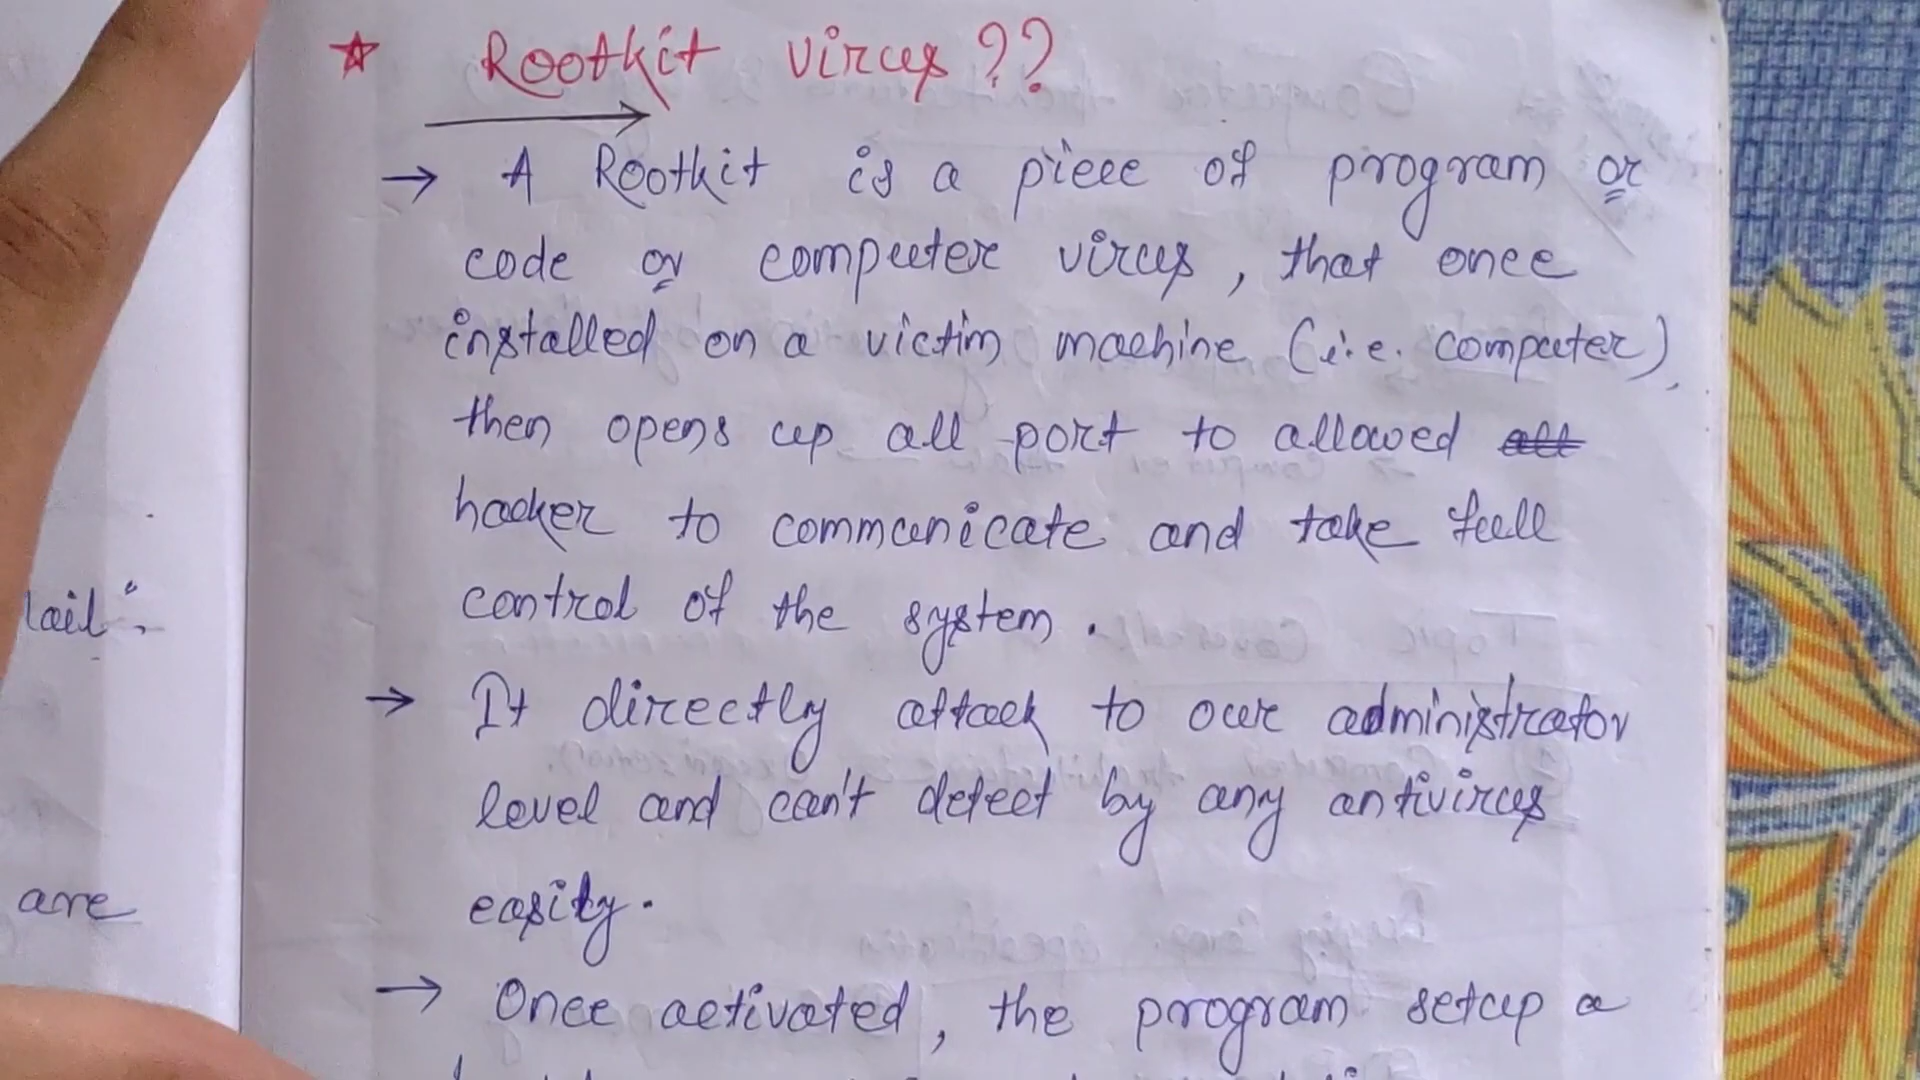 ☆ Rootkit virus??
→ A Rootkit is a piece of program or
code or computer virus, that once
installed on a victim machine (i.e. computer),
then opens up all port to allowed all
hacker to communicate and take full
control of the system.
→ It directly attack to our administrator
level and can't detect by any antivirus
easily.
→ Once activated, the program setup a
lail:
are